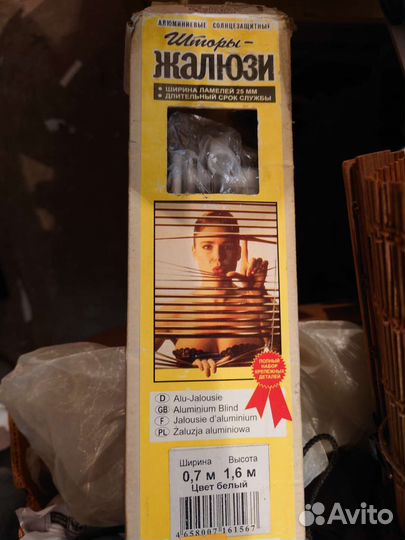 АЛЮМИНИЕВЫЕ СОЛНЦЕЗАЩИТНЫЕ
Шторы-
ЖАЛЮЗИ
• ШИРИНА ЛАМЕЛЕЙ 25 ММ
• ДЛИТЕЛЬНЫЙ СРОК СЛУЖБЫ
ПОЛНЫЙ
НАБОР
КРЕПЕЖНЫХ
ДЕТАЛЕЙ
D Alu-Jalousie
GB Aluminium Blind
F Jalousie d'aluminium
PL Żaluzja aluminiowa
Ширина Высота
0,7 м 1,6 м
Цвет белый
4 658007 161567
Avito